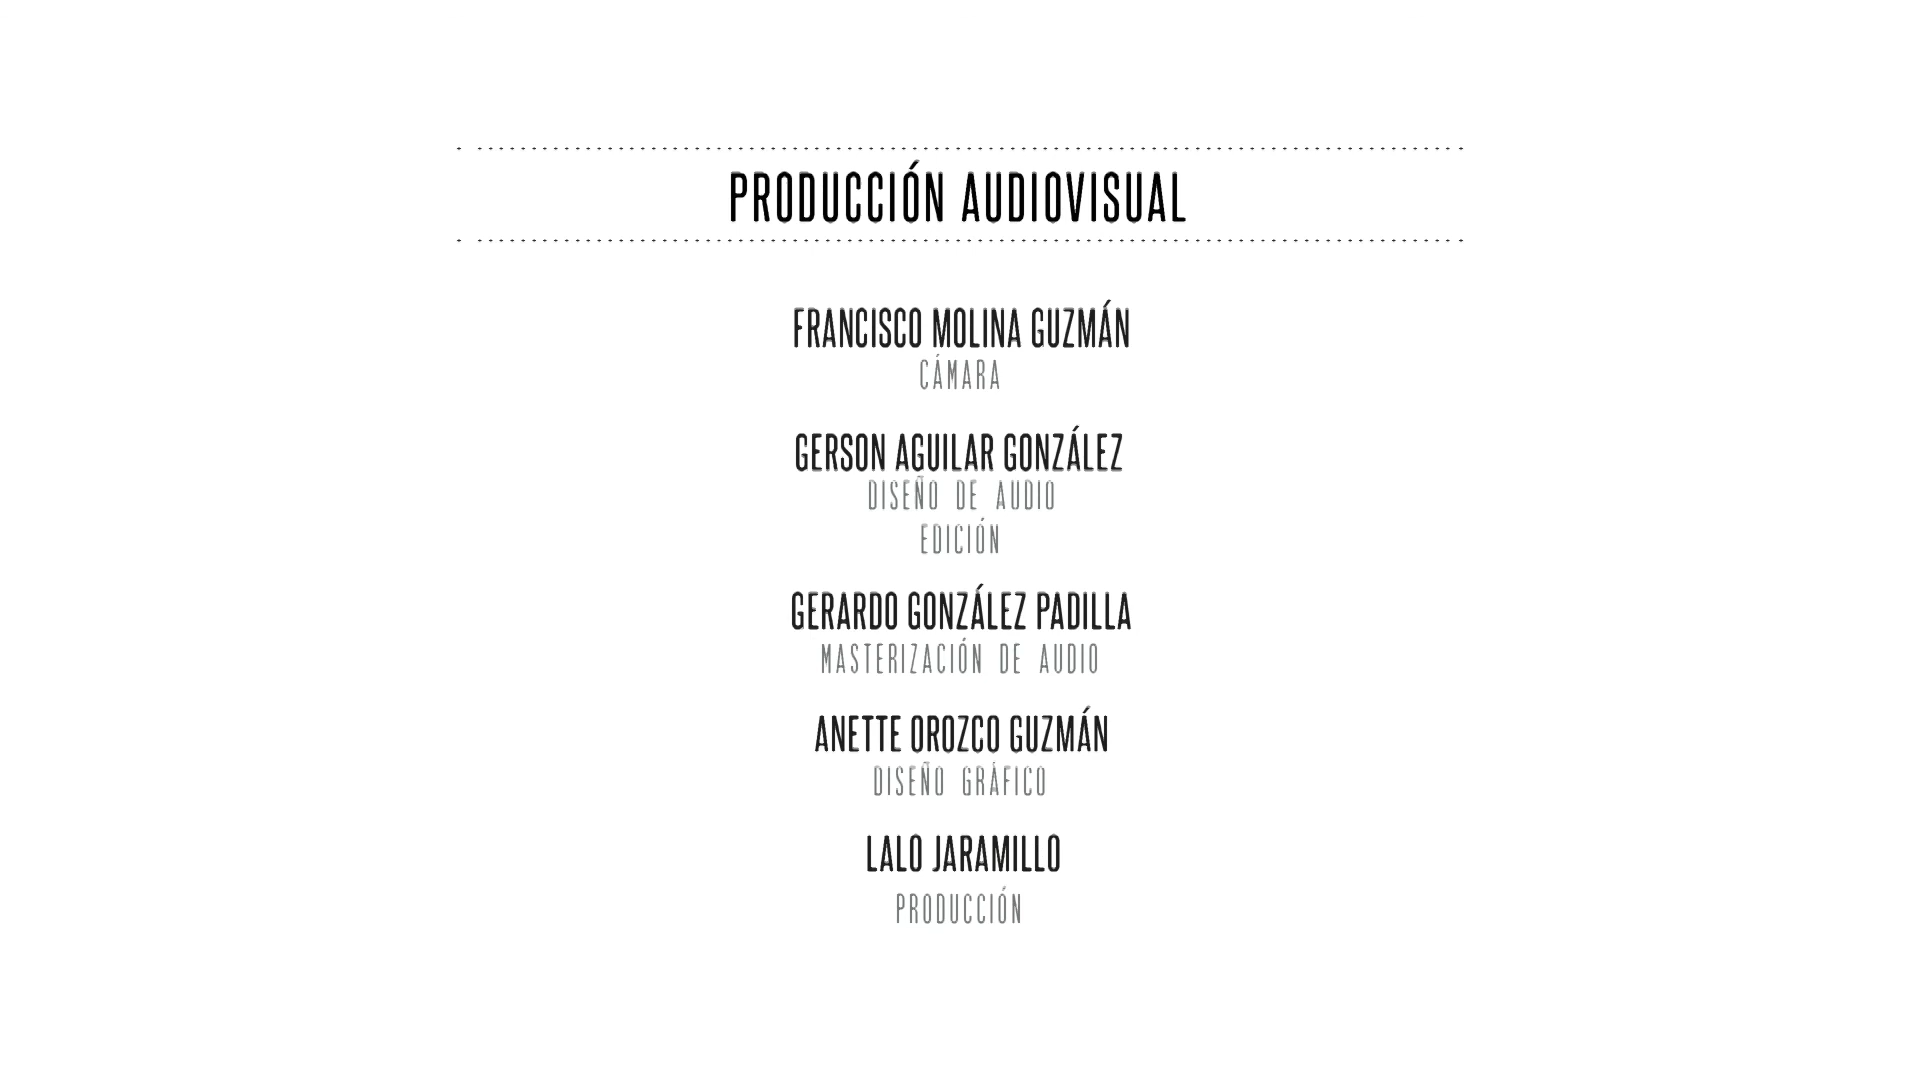 PRODUCCIÓN AUDIOVISUAL
FRANCISCO MOLINA GUZMÁN
CÁMARA
GERSON AGUILAR GONZÁLEZ
DISEÑO DE AUDIO
EDICIÓN
GERARDO GONZÁLEZ PADILLA
MASTERIZACIÓN DE AUDIO
ANETTE OROZCO GUZMÁN
DISEÑO GRÁFICO
LALO JARAMILLO
PRODUCCIÓN